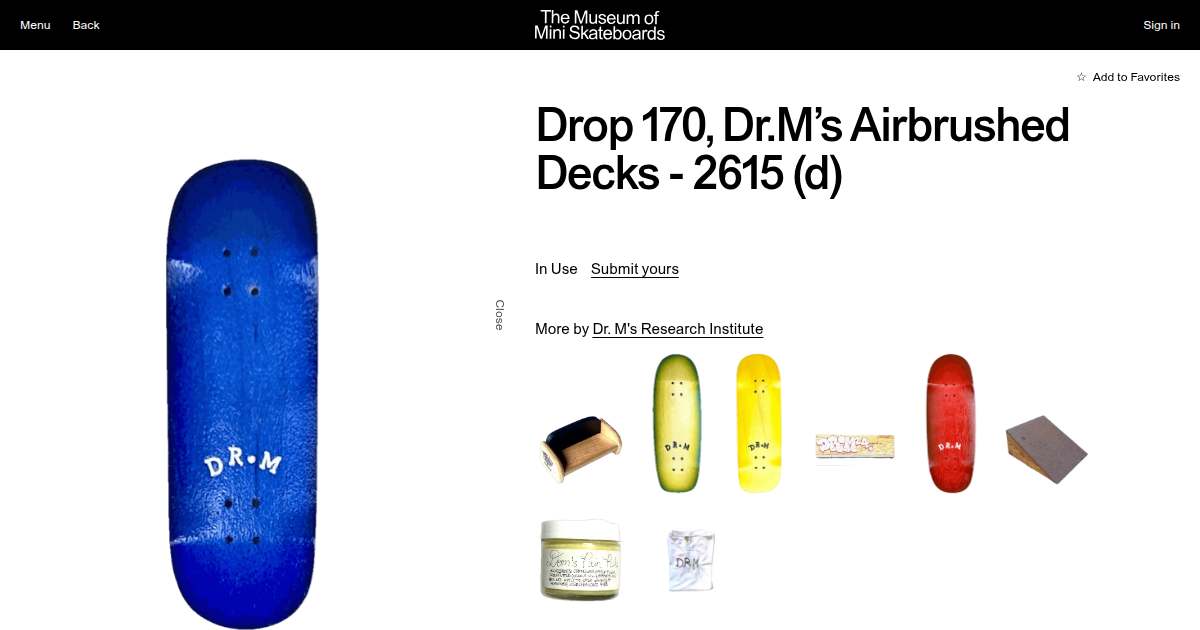 Menu Back
The Museum of
Mini Skateboards
Sign in
☆ Add to Favorites
Drop 170, Dr.M’s Airbrushed
Decks - 2615 (d)
In Use Submit yours
Close
More by Dr. M's Research Institute
DR•M
DR•M
DR•M
DR•M
DRM